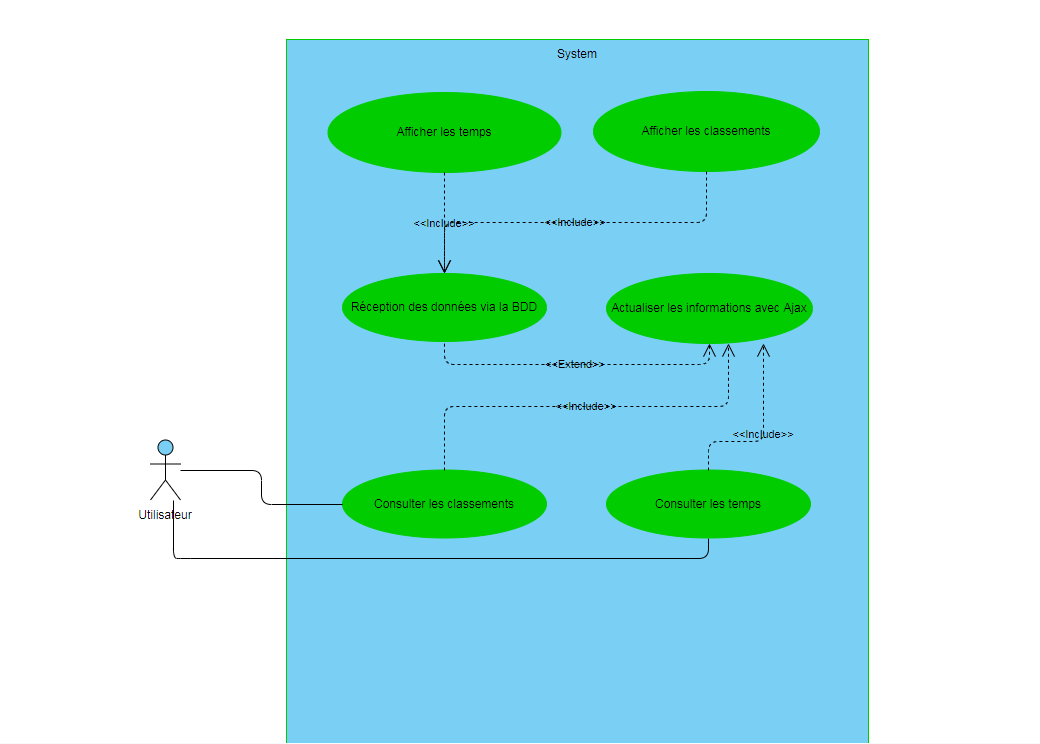 System
Afficher les temps
Afficher les classements
<<Include>>
<<Include>>
Réception des données via la BDD
Actualiser les informations avec Ajax
<<Extend>>
<<Include>>
<<Include>>
Consulter les classements
Consulter les temps
Utilisateur